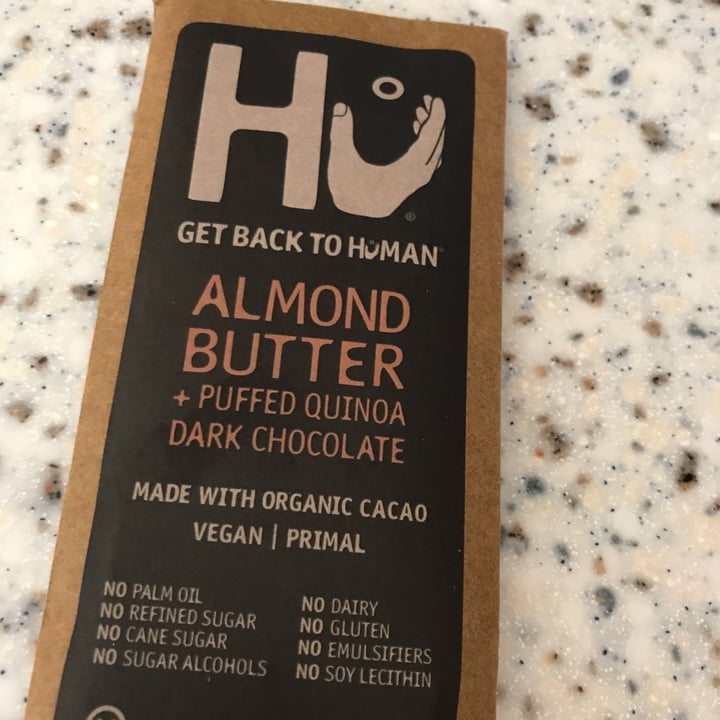 HU
®
GET BACK TO HUMAN
ALMOND
BUTTER
+ PUFFED QUINOA
DARK CHOCOLATE
MADE WITH ORGANIC CACAO
VEGAN | PRIMAL
NO PALM OIL
NO REFINED SUGAR
NO CANE SUGAR
NO SUGAR ALCOHOLS
NO DAIRY
NO GLUTEN
NO EMULSIFIERS
NO SOY LECITHIN